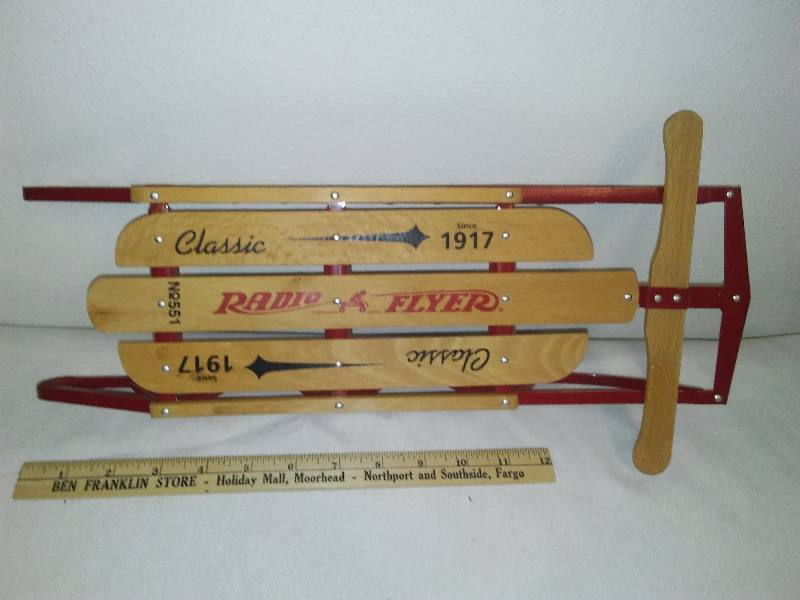 Classic
Since
1917
No551
RADIO FLYER®
Classic
Since
1917
1 2 3 4 5 6 7 8 9 10 11 12
BEN FRANKLIN STORE - Holiday Mall, Moorhead - Northport and Southside, Fargo